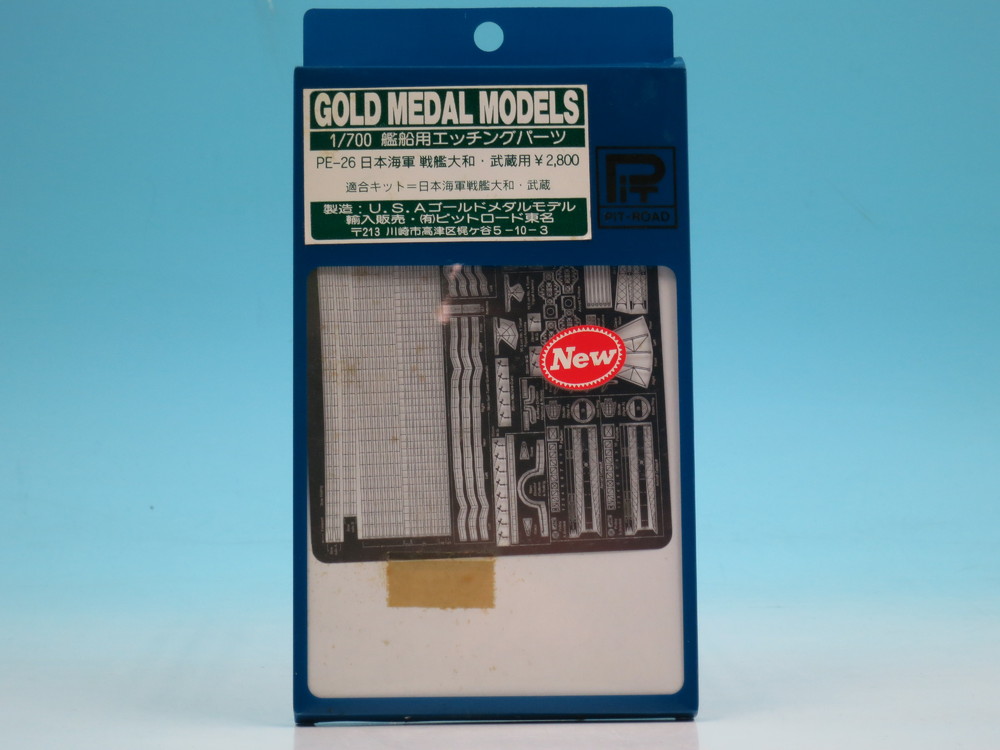 GOLD MEDAL MODELS
1/700 艦船用エッチングパーツ
PE-26 日本海軍 戦艦大和・武蔵用¥2,800
適合キット=日本海軍戦艦大和・武蔵
製造:U.S.Aゴールドメダルモデル
輸入販売・㈲ピットロード東名
〒213 川崎市高津区梶ケ谷5-10-3
PiT
PIT-ROAD
New